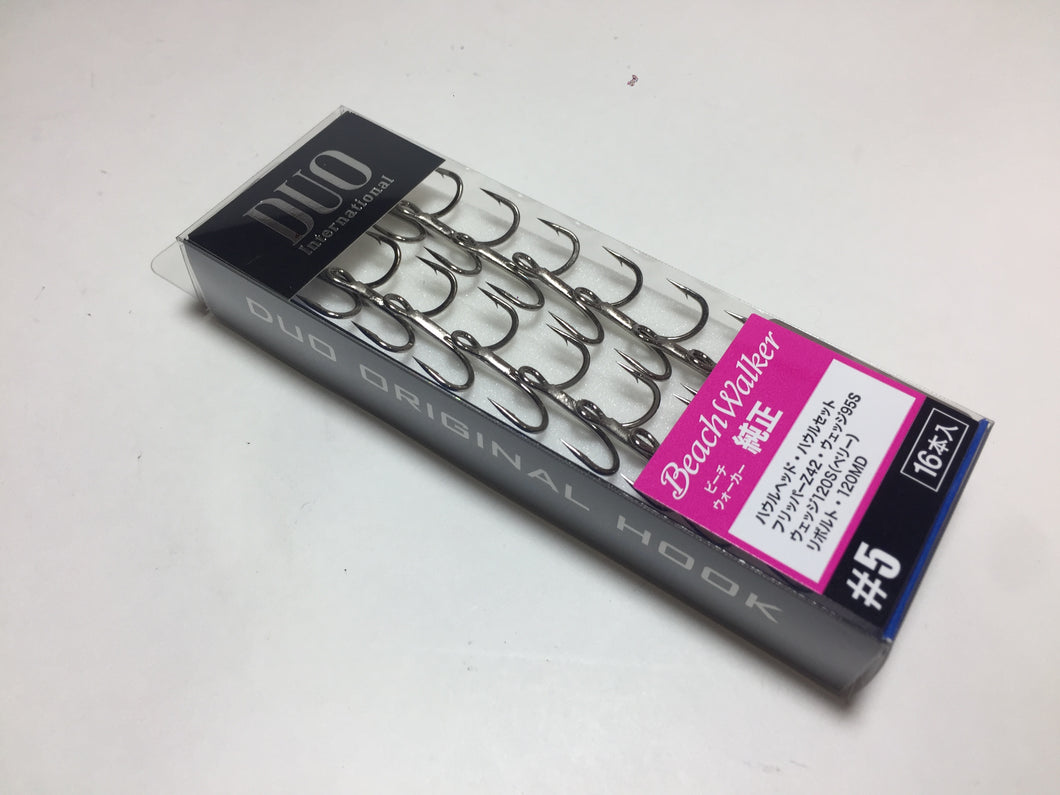 DUO
International
DUO ORIGINAL HOOK
Beach Walker
ビーチ
ウォーカー
純正
ハウルヘッド・ハウルセット
フリッパーZ42・ウェッジ95S
ウェッジ120S(ベリー)
リボルト・120MD
16本入
#5